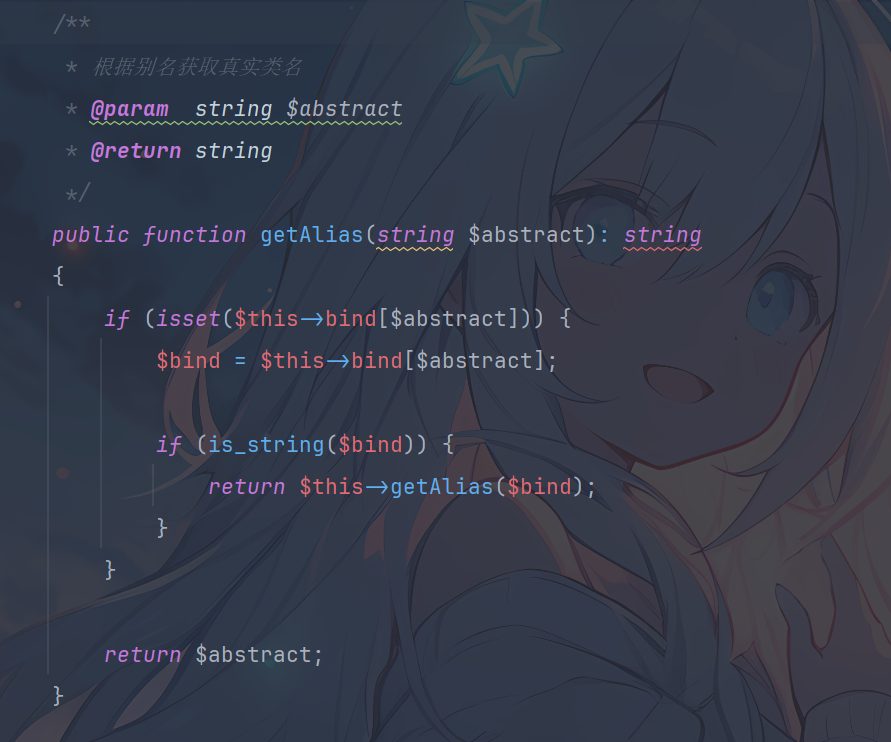 /**
 * 根据别名获取真实类名
 * @param  string $abstract
 * @return string
 */
public function getAlias(string $abstract): string
{
    if (isset($this->bind[$abstract])) {
        $bind = $this->bind[$abstract];

        if (is_string($bind)) {
            return $this->getAlias($bind);
        }
    }

    return $abstract;
}